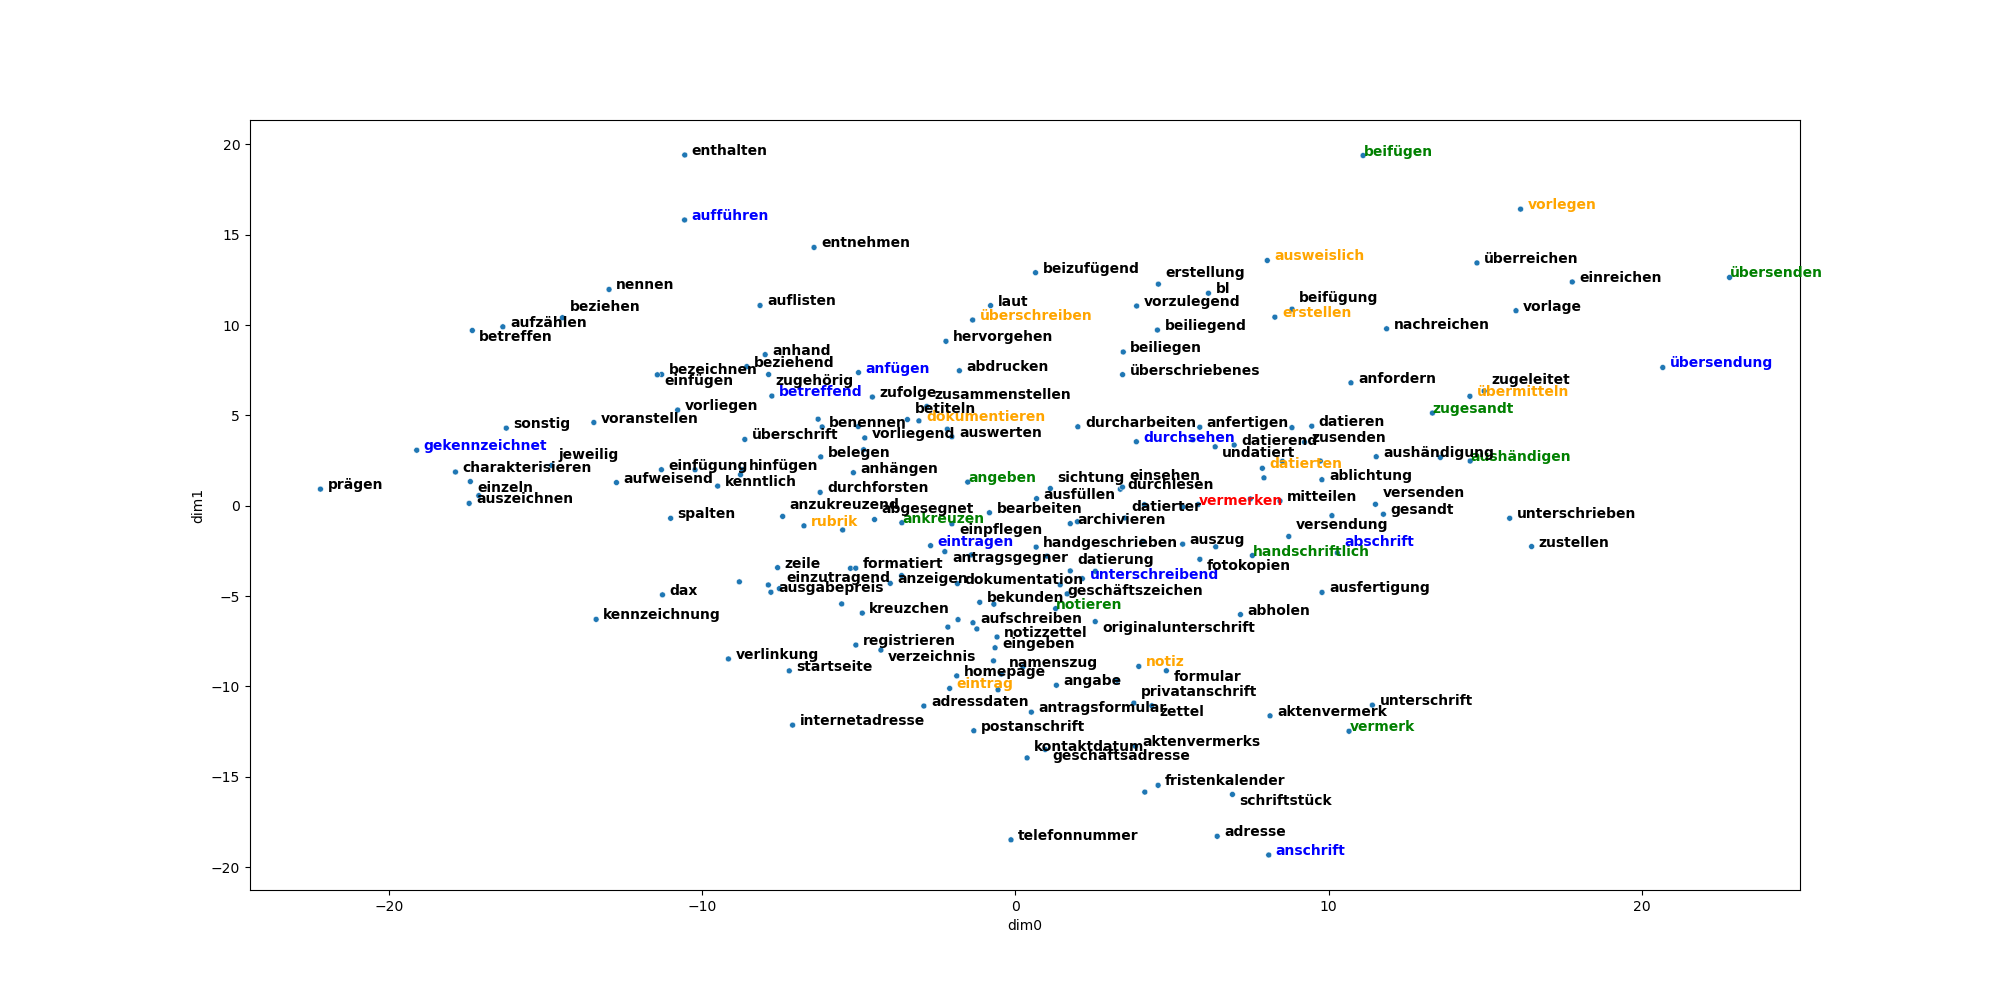 20
15
10
5
0
−5
−10
−15
−20
dim1
enthalten
beifügen
aufführen
vorlegen
entnehmen
ausweislich
überreichen
beizufügend
erstellung
einreichen
übersenden
nennen
bl
beziehen
auflisten
laut
vorzulegend
beifügung
vorlage
aufzählen
überschreiben
erstellen
nachreichen
betreffen
hervorgehen
beiliegend
anhand
beiliegen
bezeichnen
beziehend
anfügen
abdrucken
überschriebenes
übersendung
einfügen
zugehörig
anfordern
zugeleitet
betreffend
zufolge
zusammenstellen
übermitteln
vorliegen
betiteln
zugesandt
sonstig
voranstellen
benennen
dokumentieren
durcharbeiten
anfertigen
datieren
überschrift
vorliegend
auswerten
durchsehen
datierend
zusenden
gekennzeichnet
jeweilig
belegen
undatiert
aushändigung
aushändigen
charakterisieren
einfügung
hinfügen
anhängen
datierten
prägen
einzeln
aufweisend
kenntlich
durchforsten
angeben
sichtung
einsehen
durchlesen
ablichtung
auszeichnen
ausfüllen
vermerken
mitteilen
versenden
spalten
anzukreuzend
abgesegnet
bearbeiten
datierter
gesandt
unterschrieben
rubrik
ankreuzen
einpflegen
archivieren
versendung
eintragen
handgeschrieben
auszug
abschrift
zustellen
zeile
formatiert
antragsgegner
datierung
handschriftlich
fotokopien
einzutragend
anzeigen
dokumentation
unterschreibend
dax
ausgabepreis
geschäftszeichen
ausfertigung
kennzeichnung
kreuzchen
bekunden
notieren
abholen
aufschreiben
originalunterschrift
registrieren
notizzettel
verlinkung
verzeichnis
eingeben
startseite
homepage
namenszug
notiz
formular
eintrag
angabe
privatanschrift
adressdaten
antragsformular
zettel
aktenvermerk
unterschrift
internetadresse
postanschrift
vermerk
kontaktdatum
aktenvermerks
geschäftsadresse
fristenkalender
schriftstück
telefonnummer
adresse
anschrift
−20
−10
0
10
20
dim0